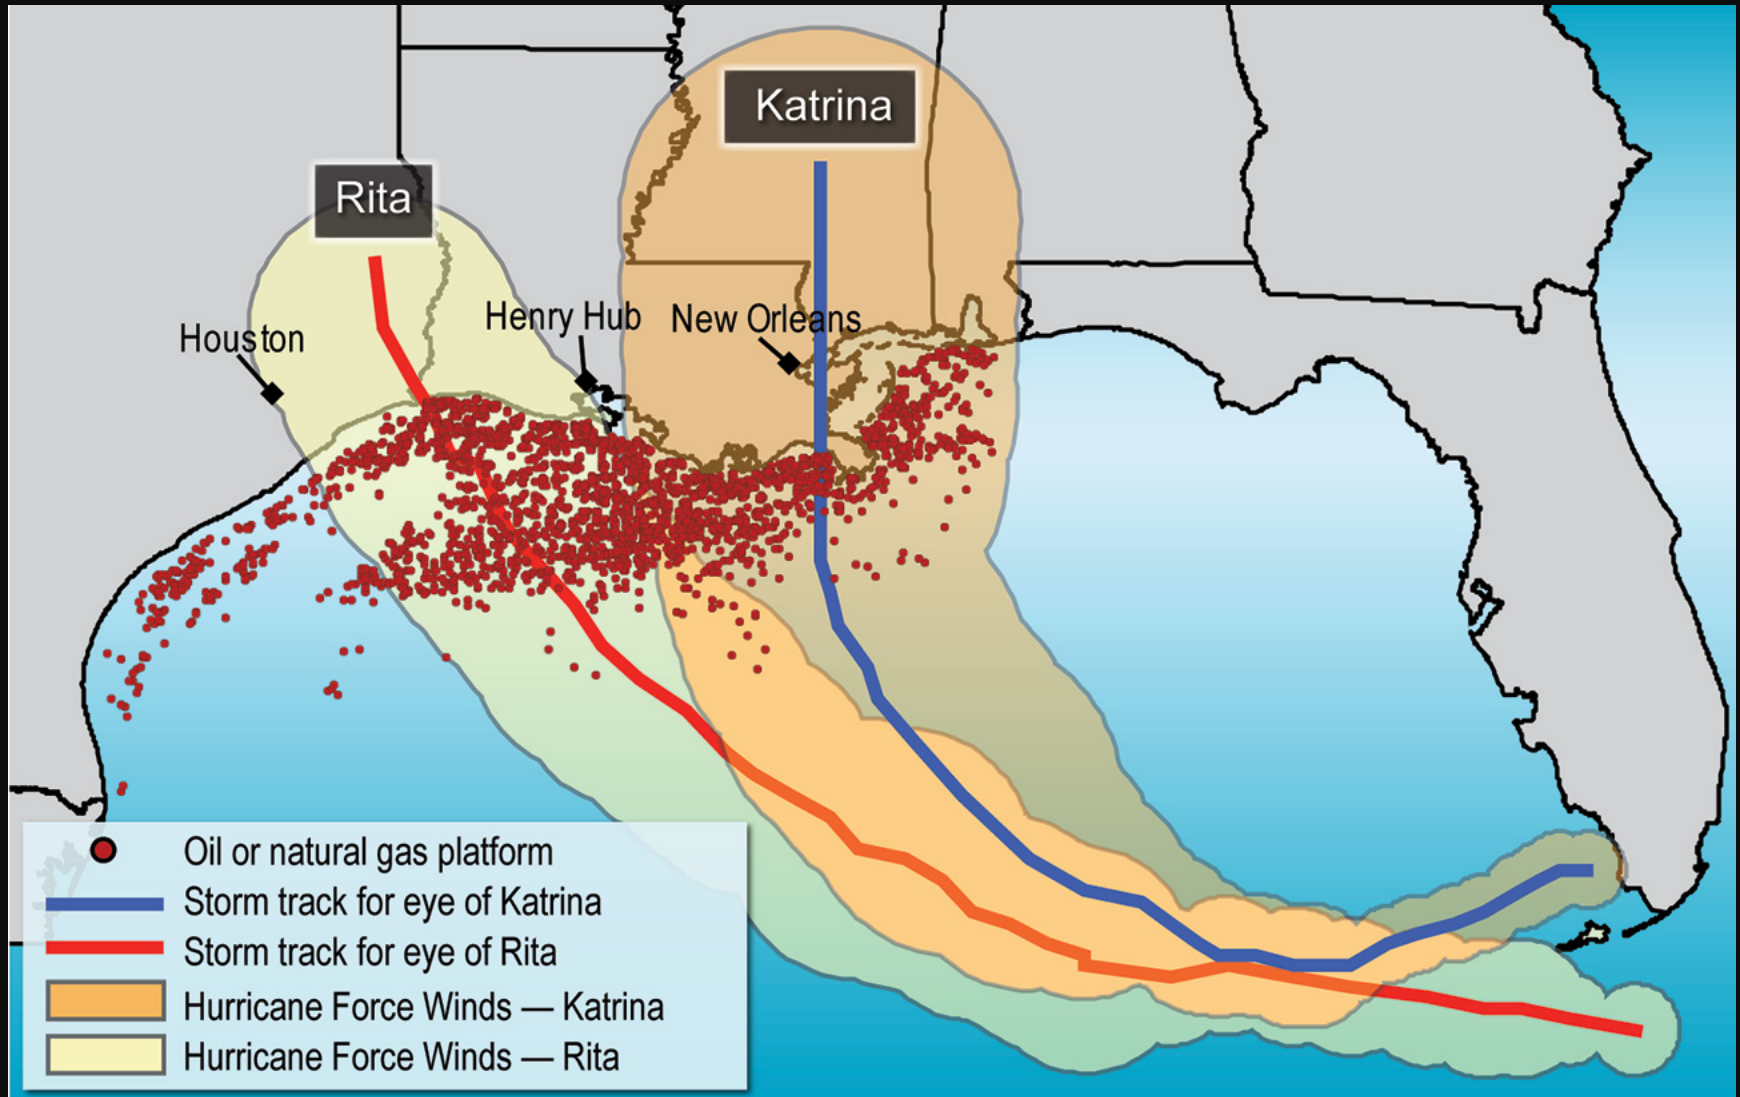 Katrina
Rita
Henry Hub
New Orleans
Houston
Oil or natural gas platform
Storm track for eye of Katrina
Storm track for eye of Rita
Hurricane Force Winds — Katrina
Hurricane Force Winds — Rita